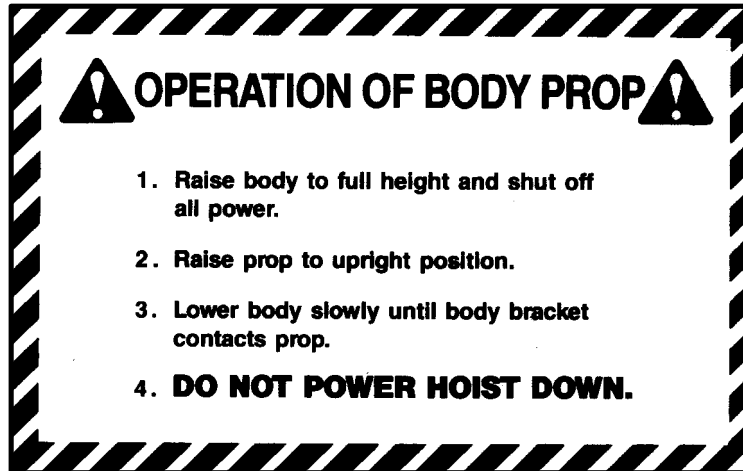 OPERATION OF BODY PROP
1. Raise body to full height and shut off
all power.
2. Raise prop to upright position.
3. Lower body slowly until body bracket
contacts prop.
4. DO NOT POWER HOIST DOWN.